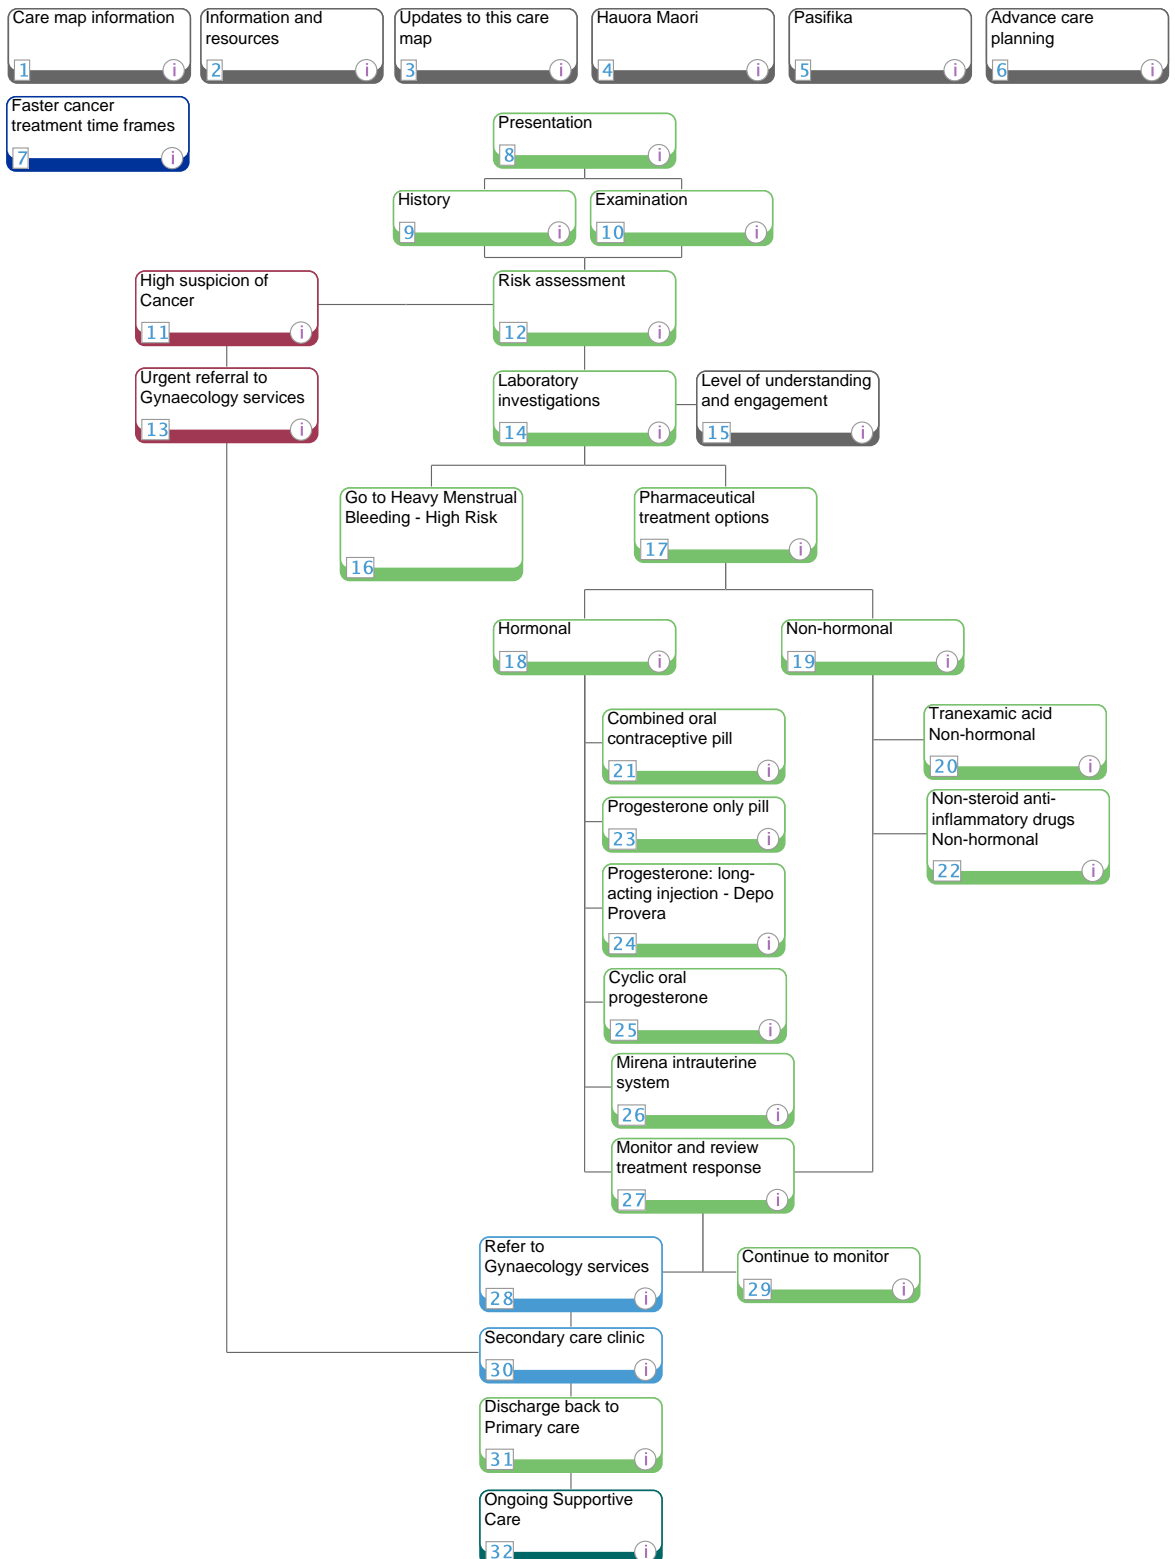 Care map information
1
i
Information and
resources
2
i
Updates to this care
map
3
i
Hauora Maori
4
i
Pasifika
5
i
Advance care
planning
6
i
Faster cancer
treatment time frames
7
i
Presentation
8
i
History
9
i
Examination
10
i
High suspicion of
Cancer
11
i
Risk assessment
12
i
Urgent referral to
Gynaecology services
13
i
Laboratory
investigations
14
i
Level of understanding
and engagement
15
i
Go to Heavy Menstrual
Bleeding - High Risk
16
Pharmaceutical
treatment options
17
i
Hormonal
18
i
Non-hormonal
19
i
Combined oral
contraceptive pill
21
i
Tranexamic acid
Non-hormonal
20
i
Progesterone only pill
23
i
Non-steroid anti-
inflammatory drugs
Non-hormonal
22
i
Progesterone: long-
acting injection - Depo
Provera
24
i
Cyclic oral
progesterone
25
i
Mirena intrauterine
system
26
i
Monitor and review
treatment response
27
i
Refer to
Gynaecology services
28
i
Continue to monitor
29
i
Secondary care clinic
30
i
Discharge back to
Primary care
31
i
Ongoing Supportive
Care
32
i